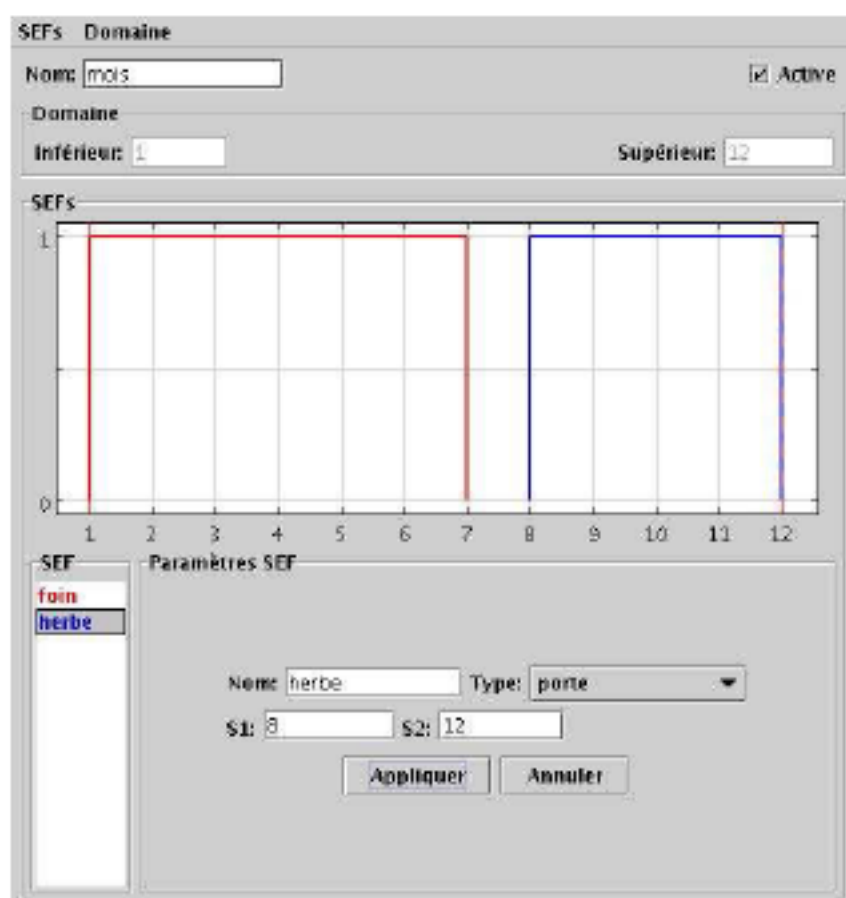 SEFs Domaine
Nom: mois Active
Domaine
Inférieur: 1 Supérieur: 12
SEFs
1
0
1 2 3 4 5 6 7 8 9 10 11 12
SEF Paramètres SEF
foin
herbe
Nom: herbe Type: porte
S1: 8 S2: 12
Appliquer Annuler